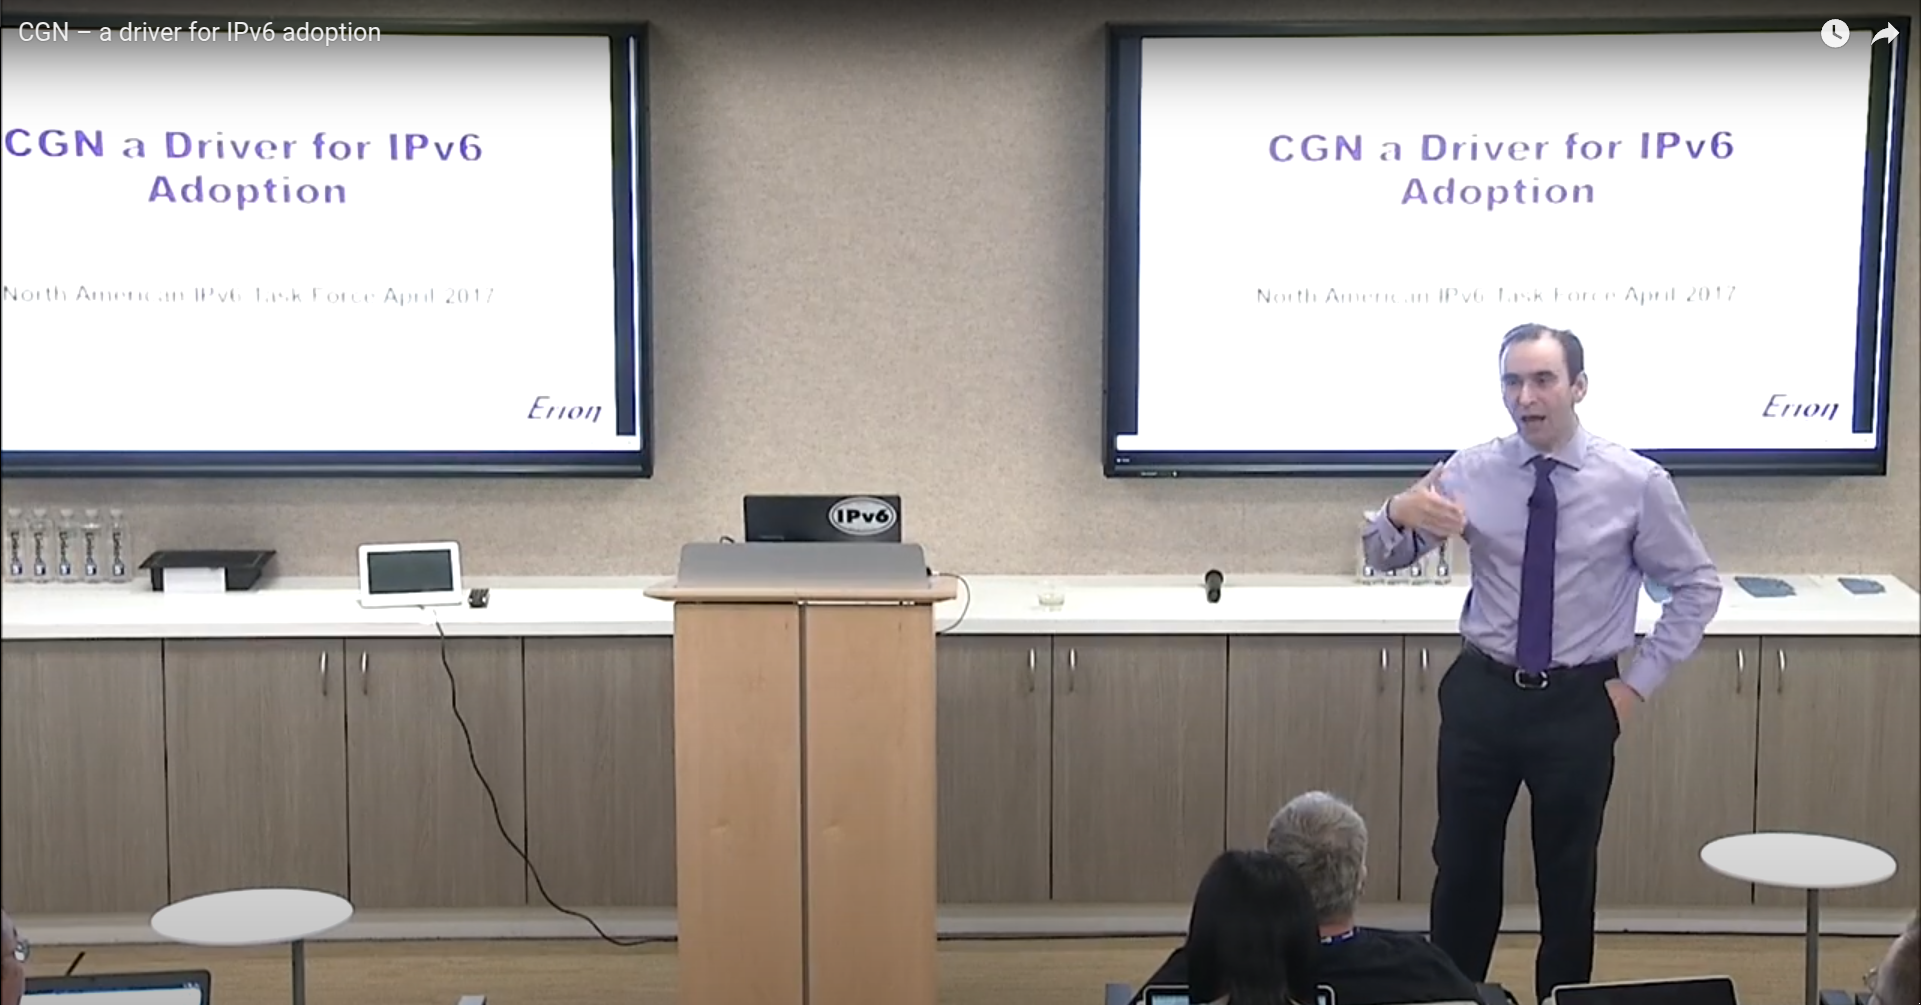 CGN – a driver for IPv6 adoption
CGN a Driver for IPv6
Adoption
North American IPv6 Task Force April 2017
Erion
CGN a Driver for IPv6
Adoption
North American IPv6 Task Force April 2017
Erion
IPv6